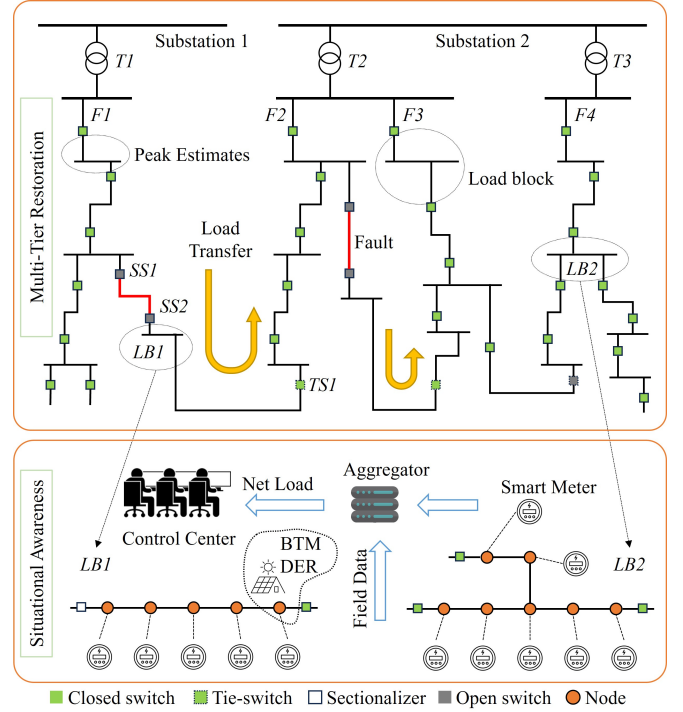 Substation 1
Substation 2
T1
T2
T3
F1
F2
F3
F4
Peak Estimates
Load block
Multi-Tier Restoration
Load
Transfer
Fault
SS1
SS2
LB2
LB1
TS1
Situational Awareness
Control Center
Net Load
Aggregator
Smart Meter
Field Data
BTM
DER
LB1
LB2
Closed switch
Tie-switch
Sectionalizer
Open switch
Node